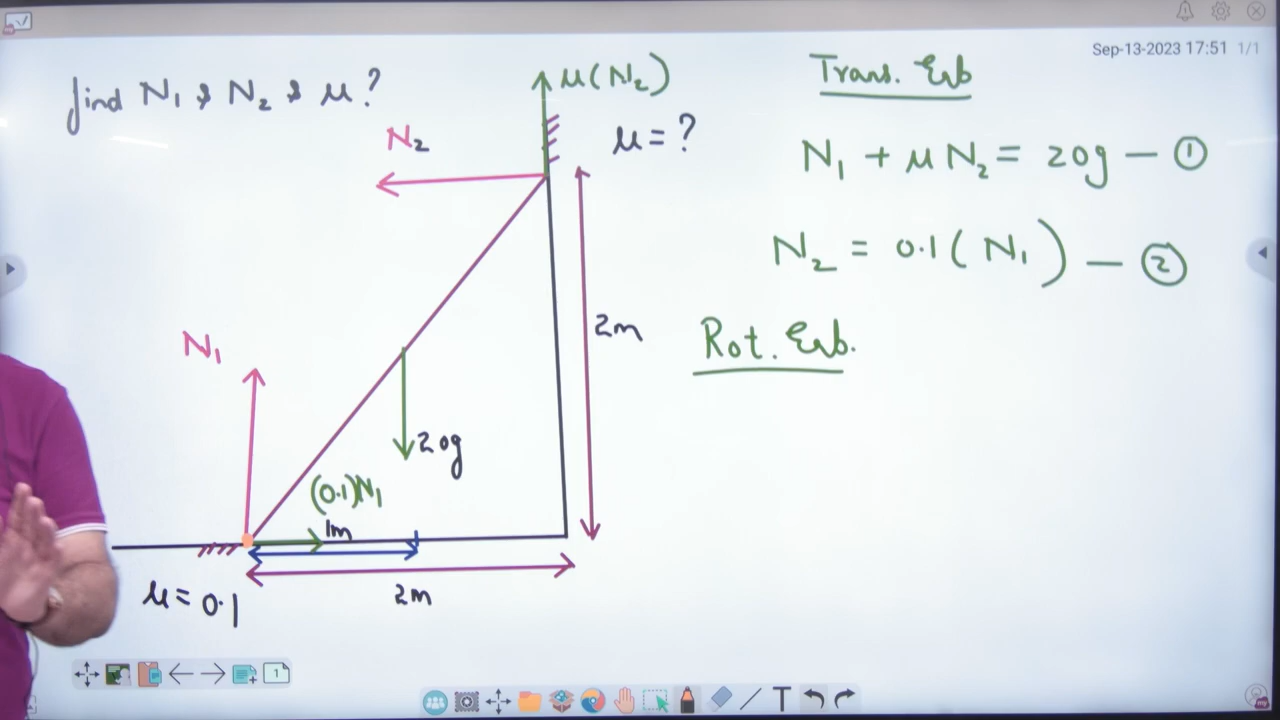 Sep-13-2023 17:51 1/1
find N₁ & N₂ & μ?
μ(N₂)
N₂
μ = ?
Trans. Eqb
N₁ + μN₂ = 20g — ①
N₂ = 0.1(N₁) — ②
Rot. Eqb.
2m
N₁
20g
(0.1)N₁
1m
μ = 0.1
2m
1
T